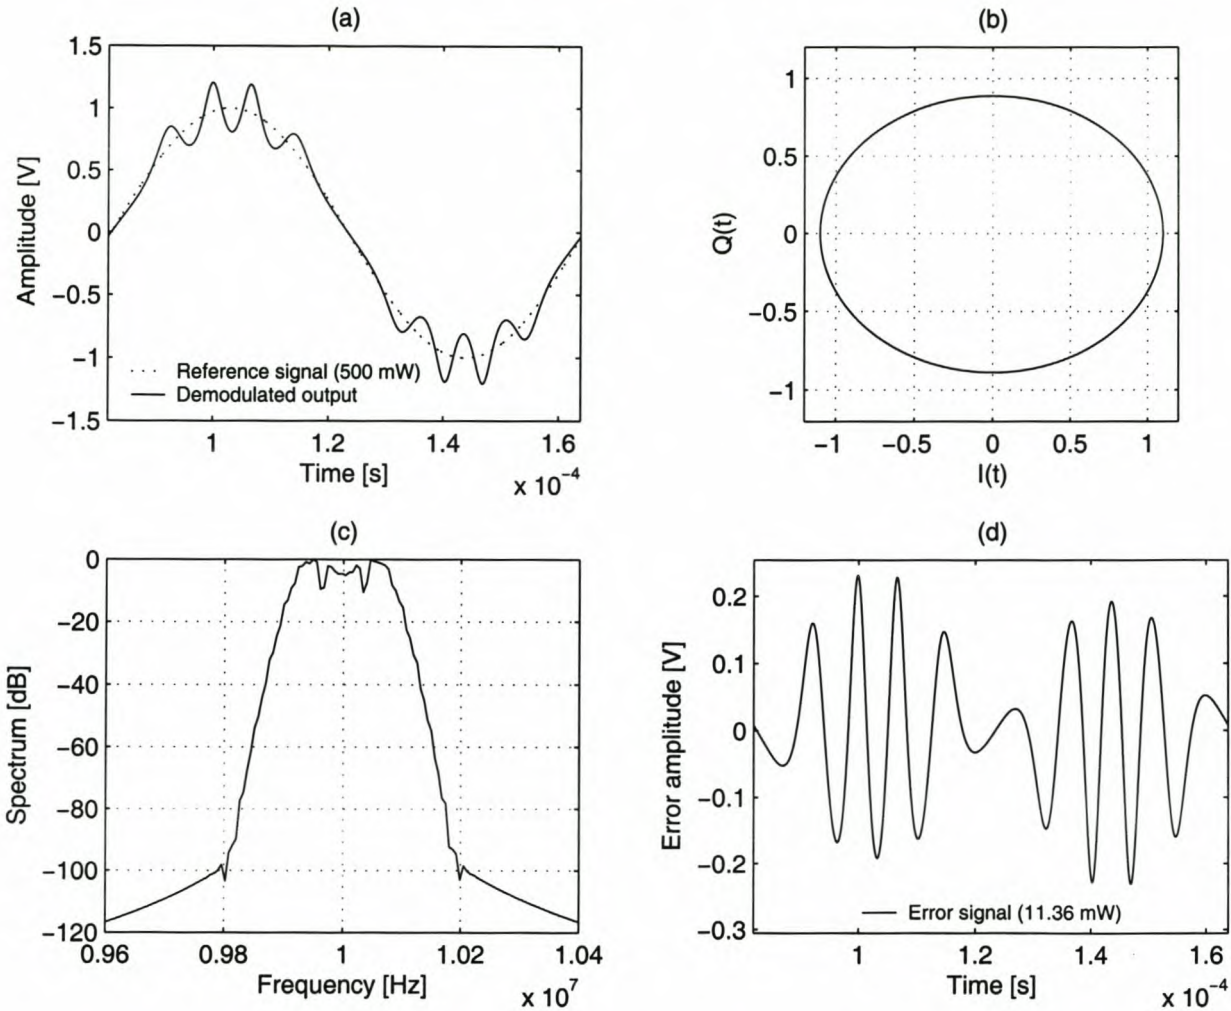 (a)
1.5
1
0.5
0
−0.5
−1
−1.5
Amplitude [V]
Reference signal (500 mW)
Demodulated output
1
1.2
1.4
1.6
Time [s]
x 10−4
(b)
1
0.5
0
−0.5
−1
Q(t)
−1
−0.5
0
0.5
1
I(t)
(c)
0
−20
−40
−60
−80
−100
−120
Spectrum [dB]
0.96
0.98
1
1.02
1.04
Frequency [Hz]
x 107
(d)
0.2
0.1
0
−0.1
−0.2
−0.3
Error amplitude [V]
Error signal (11.36 mW)
1
1.2
1.4
1.6
Time [s]
x 10−4